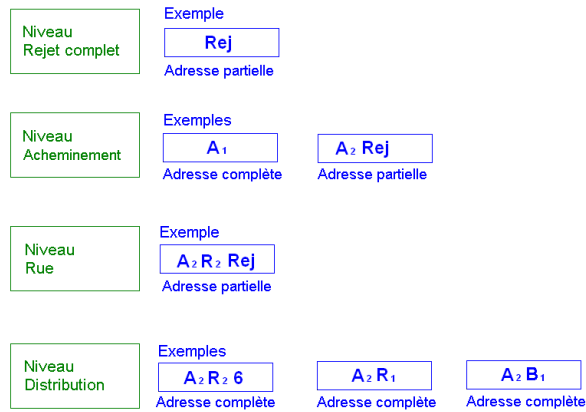 Exemple
Niveau
Rejet complet
Rej
Adresse partielle
Exemples
Niveau
Acheminement
A₁
A₂ Rej
Adresse complète
Adresse partielle
Exemple
Niveau
Rue
A₂ R₂ Rej
Adresse partielle
Exemples
Niveau
Distribution
A₂ R₂ 6
A₂ R₁
A₂ B₁
Adresse complète
Adresse complète
Adresse complète